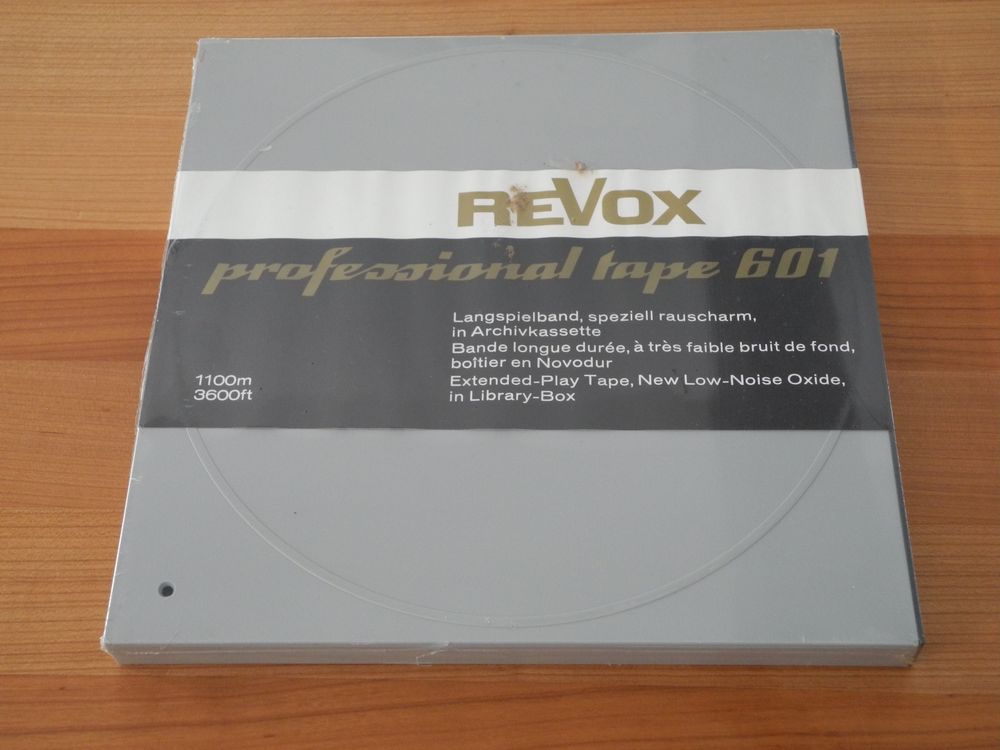 REVOX
professional tape 601
Langspielband, speziell rauscharm,
in Archivkassette
Bande longue durée, à très faible bruit de fond,
boîtier en Novodur
Extended-Play Tape, New Low-Noise Oxide,
in Library-Box
1100m
3600ft